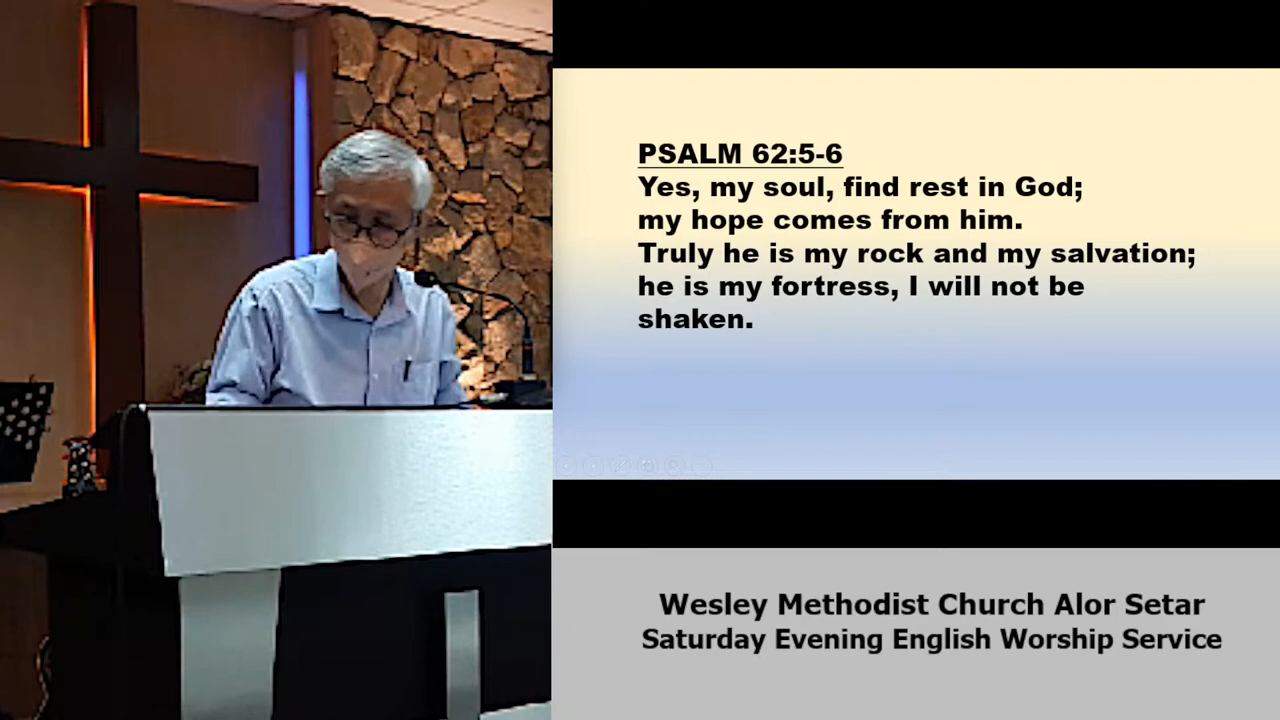 PSALM 62:5-6
Yes, my soul, find rest in God;
my hope comes from him.
Truly he is my rock and my salvation;
he is my fortress, I will not be
shaken.
Wesley Methodist Church Alor Setar
Saturday Evening English Worship Service